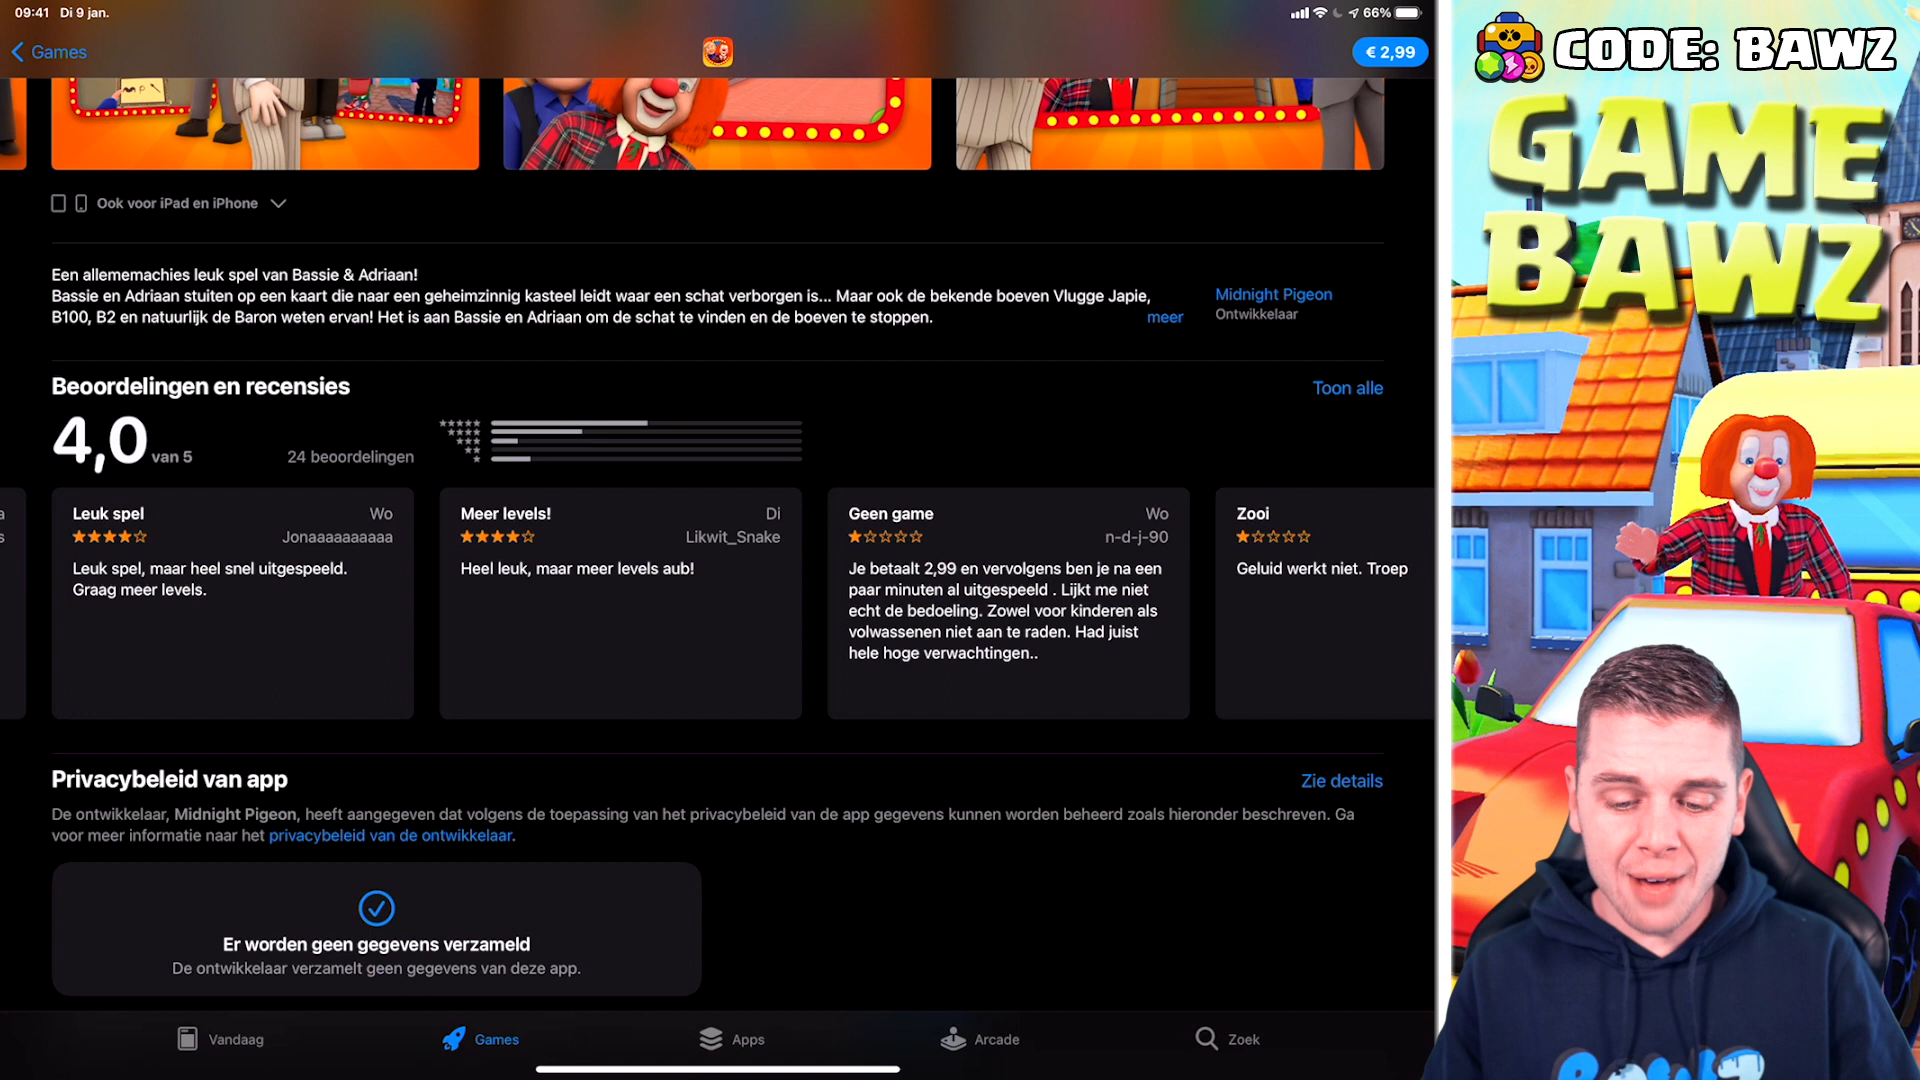 09:41 Di 9 jan.
66%
Games
€ 2,99
Ook voor iPad en iPhone
Een allememachies leuk spel van Bassie & Adriaan!
Bassie en Adriaan stuiten op een kaart die naar een geheimzinnig kasteel leidt waar een schat verborgen is... Maar ook de bekende boeven Vlugge Japie,
B100, B2 en natuurlijk de Baron weten ervan! Het is aan Bassie en Adriaan om de schat te vinden en de boeven te stoppen.
meer
Midnight Pigeon
Ontwikkelaar
Beoordelingen en recensies
Toon alle
4,0 van 5
24 beoordelingen
Leuk spel
Wo
Jonaaaaaaaaaa
Leuk spel, maar heel snel uitgespeeld.
Graag meer levels.
Meer levels!
Di
Likwit_Snake
Heel leuk, maar meer levels aub!
Geen game
Wo
n-d-j-90
Je betaalt 2,99 en vervolgens ben je na een
paar minuten al uitgespeeld . Lijkt me niet
echt de bedoeling. Zowel voor kinderen als
volwassenen niet aan te raden. Had juist
hele hoge verwachtingen..
Zooi
Geluid werkt niet. Troep
Privacybeleid van app
Zie details
De ontwikkelaar, Midnight Pigeon, heeft aangegeven dat volgens de toepassing van het privacybeleid van de app gegevens kunnen worden beheerd zoals hieronder beschreven. Ga
voor meer informatie naar het privacybeleid van de ontwikkelaar.
Er worden geen gegevens verzameld
De ontwikkelaar verzamelt geen gegevens van deze app.
Vandaag
Games
Apps
Arcade
Zoek
CODE: BAWZ
GAME
BAWZ